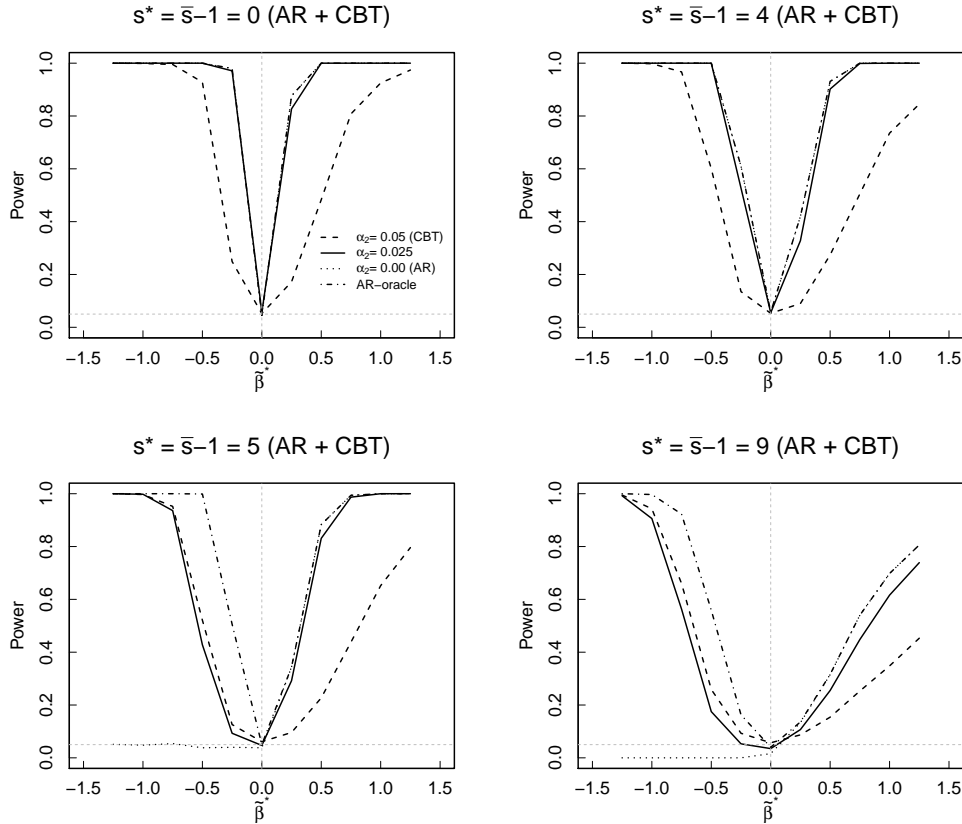 s* = s̅−1 = 0 (AR + CBT)
Power
0.0 0.2 0.4 0.6 0.8 1.0
α₂= 0.05 (CBT)
α₂= 0.025
α₂= 0.00 (AR)
AR−oracle
−1.5 −1.0 −0.5 0.0 0.5 1.0 1.5
β̃*
s* = s̅−1 = 4 (AR + CBT)
Power
0.0 0.2 0.4 0.6 0.8 1.0
−1.5 −1.0 −0.5 0.0 0.5 1.0 1.5
β̃*
s* = s̅−1 = 5 (AR + CBT)
Power
0.0 0.2 0.4 0.6 0.8 1.0
−1.5 −1.0 −0.5 0.0 0.5 1.0 1.5
β̃*
s* = s̅−1 = 9 (AR + CBT)
Power
0.0 0.2 0.4 0.6 0.8 1.0
−1.5 −1.0 −0.5 0.0 0.5 1.0 1.5
β̃*